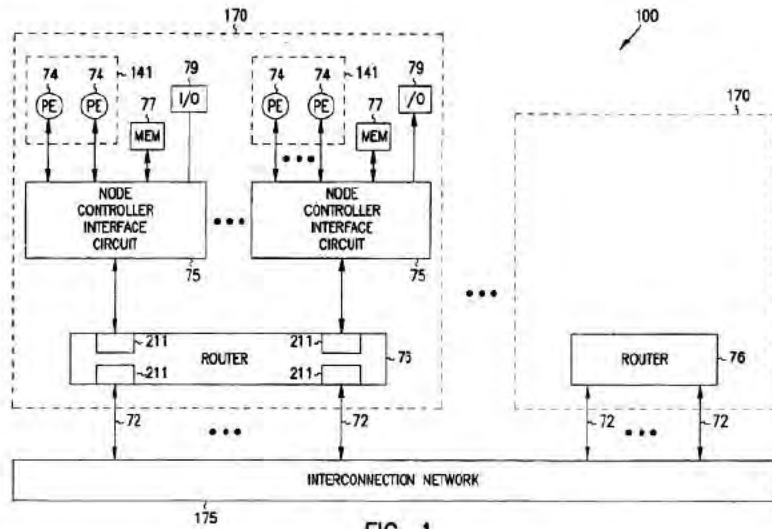 170
100
74 74 141 79 74 74 141 79
PE PE 77 I/O PE PE 77 I/O
MEM MEM
170
NODE CONTROLLER INTERFACE CIRCUIT
NODE CONTROLLER INTERFACE CIRCUIT
75 75
211 ROUTER 211 76
211 211
ROUTER 76
72 72 72 72
INTERCONNECTION NETWORK
175
FIG. 1